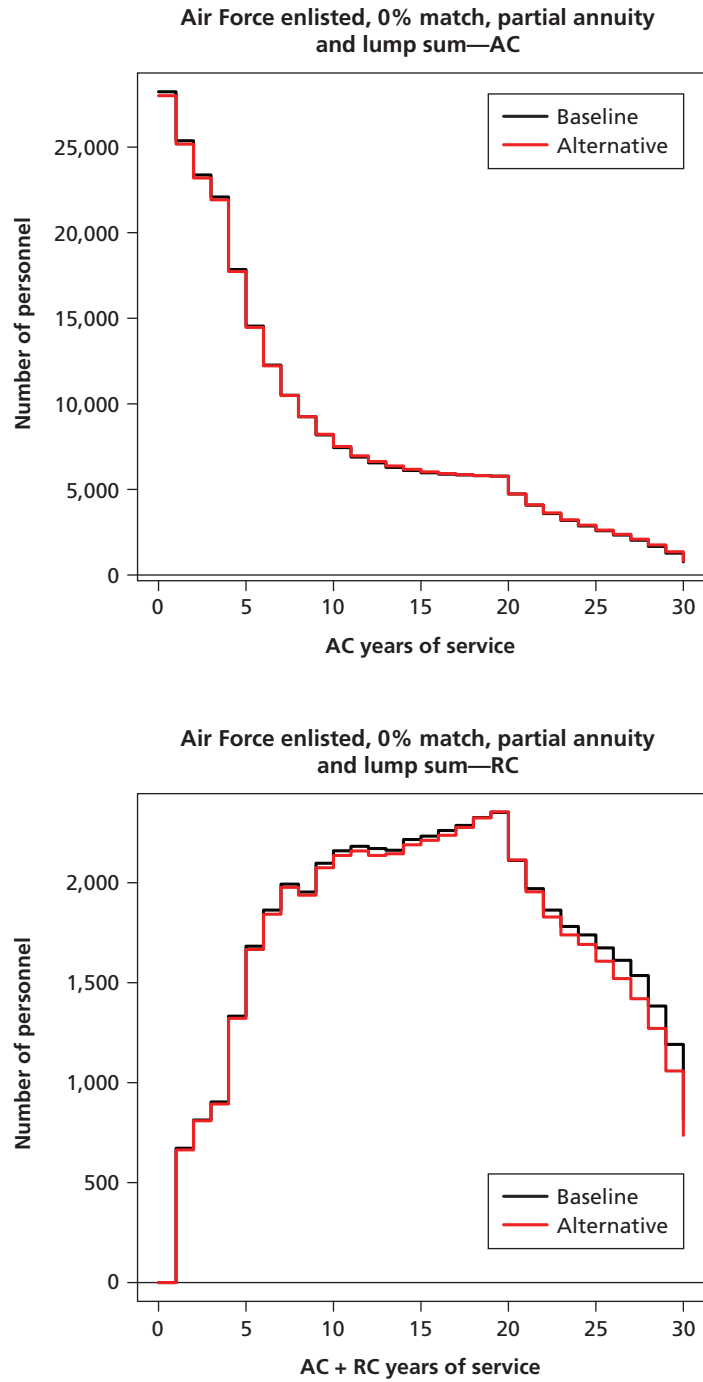 Air Force enlisted, 0% match, partial annuity
and lump sum—AC
Baseline
Alternative
25,000
20,000
15,000
10,000
5,000
0
Number of personnel
0 5 10 15 20 25 30
AC years of service
Air Force enlisted, 0% match, partial annuity
and lump sum—RC
2,000
1,500
1,000
500
0
Number of personnel
Baseline
Alternative
0 5 10 15 20 25 30
AC + RC years of service